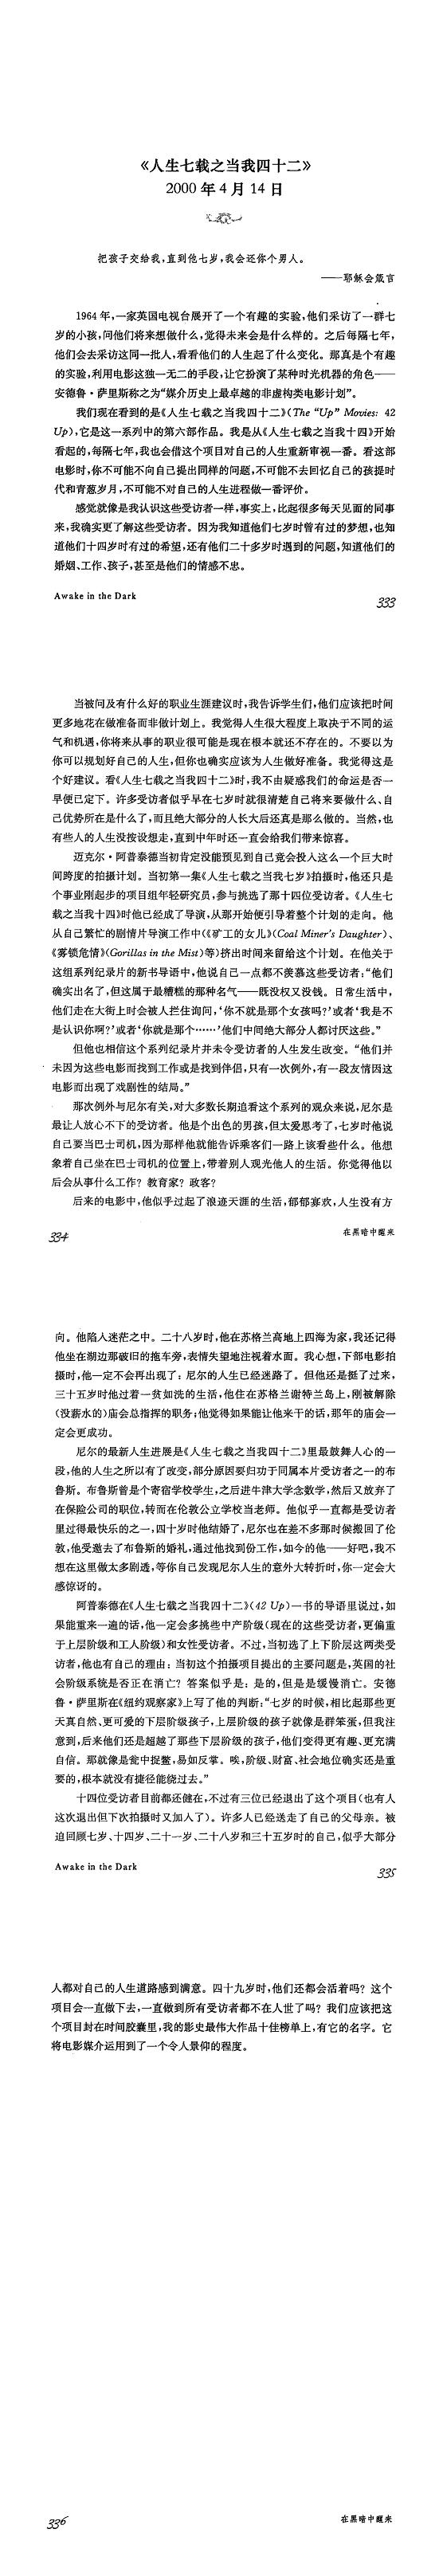 《人生七载之当我四十二》
2000 年 4 月 14 日
把孩子交给我,直到他七岁,我会还你个男人。
——耶稣会箴言
1964 年,一家英国电视台展开了一个有趣的实验,他们采访了一群七
岁的小孩,问他们将来想做什么,觉得未来会是什么样的。之后每隔七年,
他们会去采访这同一批人,看看他们的人生起了什么变化。那真是个有趣
的实验,利用电影这独一无二的手段,让它扮演了某种时光机器的角色——
安德鲁·萨里斯称之为“媒介历史上最卓越的非虚构类电影计划”。
我们现在看到的是《人生七载之当我四十二》(The “Up” Movies: 42
Up),它是这一系列中的第六部作品。我是从《人生七载之当我十四》开始
看起的,每隔七年,我也会借这个项目对自己的人生重新审视一番。看这部
电影时,你不可能不向自己提出同样的问题,不可能不去回忆自己的孩提时
代和青葱岁月,不可能不对自己的人生进程做一番评价。
感觉就像是我认识这些受访者一样,事实上,比起很多每天见面的同事
来,我确实更了解这些受访者。因为我知道他们七岁时曾有过的梦想,也知
道他们十四岁时有过的希望,还有他们二十多岁时遇到的问题,知道他们的
婚姻、工作、孩子,甚至是他们的情感不忠。
Awake in the Dark
333
当被问及有什么好的职业生涯建议时,我告诉学生们,他们应该把时间
更多地花在做准备而非做计划上。我觉得人生很大程度上取决于不同的运
气和机遇,你将来从事的职业很可能是现在根本就还不存在的。不要以为
你可以规划好自己的人生,但你也确实应该为人生做好准备。我觉得这是
个好建议。看《人生七载之当我四十二》时,我不由疑惑我们的命运是否一
早便已定下。许多受访者似乎早在七岁时就很清楚自己将来要做什么、自
己优势所在是什么了,而且绝大部分的人长大后还真是那么做的。当然,也
有些人的人生没按设想走,直到中年时还一直会给我们带来惊喜。
迈克尔·阿普泰德当初肯定没能预见到自己竟会投入这么一个巨大时
间跨度的拍摄计划。当初第一集《人生七载之当我七岁》拍摄时,他还只是
个事业刚起步的项目组年轻研究员,参与挑选了那十四位受访者。《人生七
载之当我十四》时他已经成了导演,从那开始便引导着整个计划的走向。他
从自己繁忙的剧情片导演工作中(《矿工的女儿》(Coal Miner's Daughter)、
《雾锁危情》(Gorillas in the Mist)等)挤出时间来留给这个计划。在他关于
这组系列纪录片的新书导语中,他说自己一点都不羡慕这些受访者:“他们
确实出名了,但这属于最糟糕的那种名气——既没权又没钱。日常生活中,
他们走在大街上时会被人拦住询问,‘你不就是那个女孩吗?’或者‘我是不
是认识你啊?’或者‘你就是那个……’他们中间绝大部分人都讨厌这些。”
但他也相信这个系列纪录片并未令受访者的人生发生改变。“他们并
未因为这些电影而找到工作或是找到伴侣,只有一次例外,有一段友情因这
电影而出现了戏剧性的结局。”
那次例外与尼尔有关,对大多数长期追看这个系列的观众来说,尼尔是
最让人放心不下的受访者。他是个出色的男孩,但太爱思考了,七岁时他说
自己要当巴士司机,因为那样他就能告诉乘客们一路上该看些什么。他想
象着自己坐在巴士司机的位置上,带着别人观光他人的生活。你觉得他以
后会从事什么工作?教育家?政客?
后来的电影中,他似乎过起了浪迹天涯的生活,郁郁寡欢,人生没有方
334
在黑暗中醒来
向。他陷入迷茫之中。二十八岁时,他在苏格兰高地上四海为家,我还记得
他坐在湖边那破旧的拖车旁,表情失望地注视着水面。我心想,下部电影拍
摄时,他一定不会再出现了:尼尔的人生已经迷路了。但他还是挺了过来,
三十五岁时他过着一贫如洗的生活,他住在苏格兰谢特兰岛上,刚被解除
(没薪水的)庙会总指挥的职务;他觉得如果能让他来干的话,那年的庙会一
定会更成功。
尼尔的最新人生进展是《人生七载之当我四十二》里最鼓舞人心的一
段,他的人生之所以有了改变,部分原因要归功于同属本片受访者之一的布
鲁斯。布鲁斯曾是个寄宿学校学生,之后进牛津大学念数学,然后又放弃了
在保险公司的职位,转而在伦敦公立学校当老师。他似乎一直都是受访者
里过得最快乐的之一,四十岁时他结婚了,尼尔也在差不多那时候搬回了伦
敦,他受邀去了布鲁斯的婚礼,通过他找到份工作,如今的他——好吧,我不
想在这里做太多剧透,等你自己发现尼尔人生的意外大转折时,你一定会大
感惊讶的。
阿普泰德在《人生七载之当我四十二》(42 Up)一书的导语里说过,如
果能重来一遍的话,他一定会多挑些中产阶级(现在的这些受访者,更偏重
于上层阶级和工人阶级)和女性受访者。不过,当初选了上下阶层这两类受
访者,他也有自己的理由:当初这个拍摄项目提出的主要问题是,英国的社
会阶级系统是否正在消亡?答案似乎是:是的,但是是缓慢消亡。安德
鲁·萨里斯在《纽约观察家》上写了他的判断:“七岁的时候,相比起那些更
天真自然、更可爱的下层阶级孩子,上层阶级的孩子就像是群笨蛋,但我注
意到,后来他们还是超越了那些下层阶级的孩子,他们变得更有趣、更充满
自信。那就像是瓮中捉鳖,易如反掌。唉,阶级、财富、社会地位确实还是重
要的,根本就没有捷径能绕过去。”
十四位受访者目前都还健在,不过有三位已经退出了这个项目(也有人
这次退出但下次拍摄时又加入了)。许多人已经送走了自己的父母亲。被
迫回顾七岁、十四岁、二十一岁、二十八岁和三十五岁时的自己,似乎大部分
Awake in the Dark
335
人都对自己的人生道路感到满意。四十九岁时,他们还都会活着吗?这个
项目会一直做下去,一直做到所有受访者都不在人世了吗?我们应该把这
个项目封在时间胶囊里,我的影史最伟大作品十佳榜单上,有它的名字。它
将电影媒介运用到了一个令人景仰的程度。
336
在黑暗中醒来